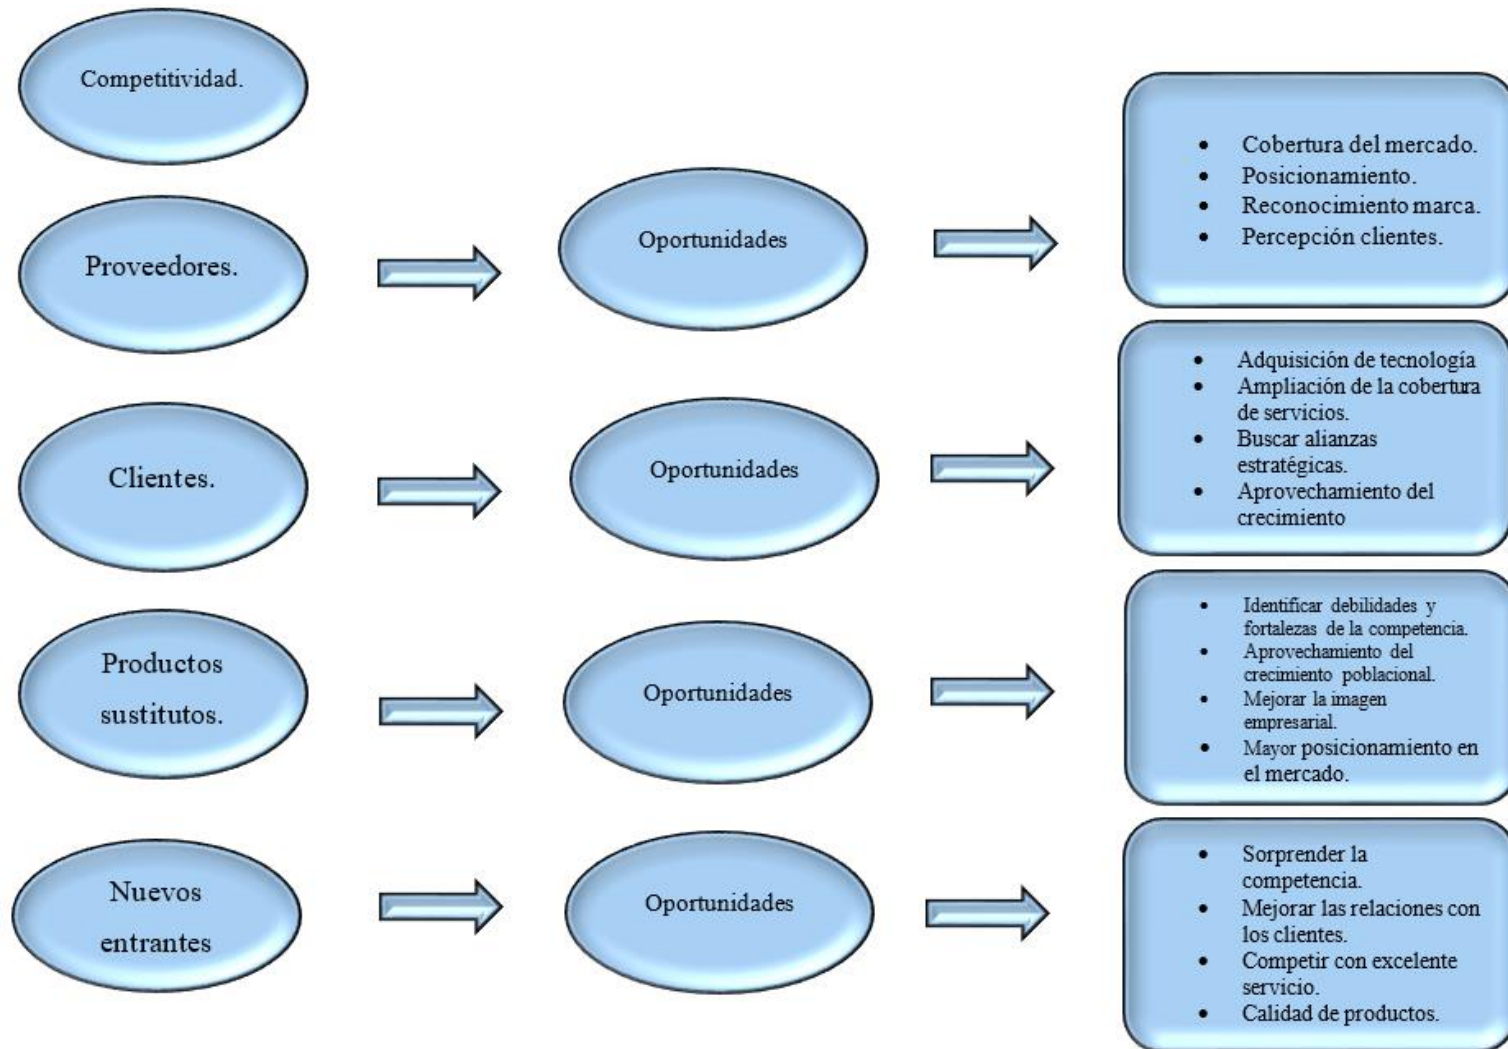 Competitividad.
Proveedores.
Oportunidades
• Cobertura del mercado.
• Posicionamiento.
• Reconocimiento marca.
• Percepción clientes.
Clientes.
Oportunidades
• Adquisición de tecnología
• Ampliación de la cobertura
de servicios.
• Buscar alianzas
estratégicas.
• Aprovechamiento del
crecimiento
Productos
sustitutos.
Oportunidades
• Identificar debilidades y
fortalezas de la competencia.
• Aprovechamiento del
crecimiento poblacional.
• Mejorar la imagen
empresarial.
• Mayor posicionamiento en
el mercado.
Nuevos
entrantes
Oportunidades
• Sorprender la
competencia.
• Mejorar las relaciones con
los clientes.
• Competir con excelente
servicio.
• Calidad de productos.